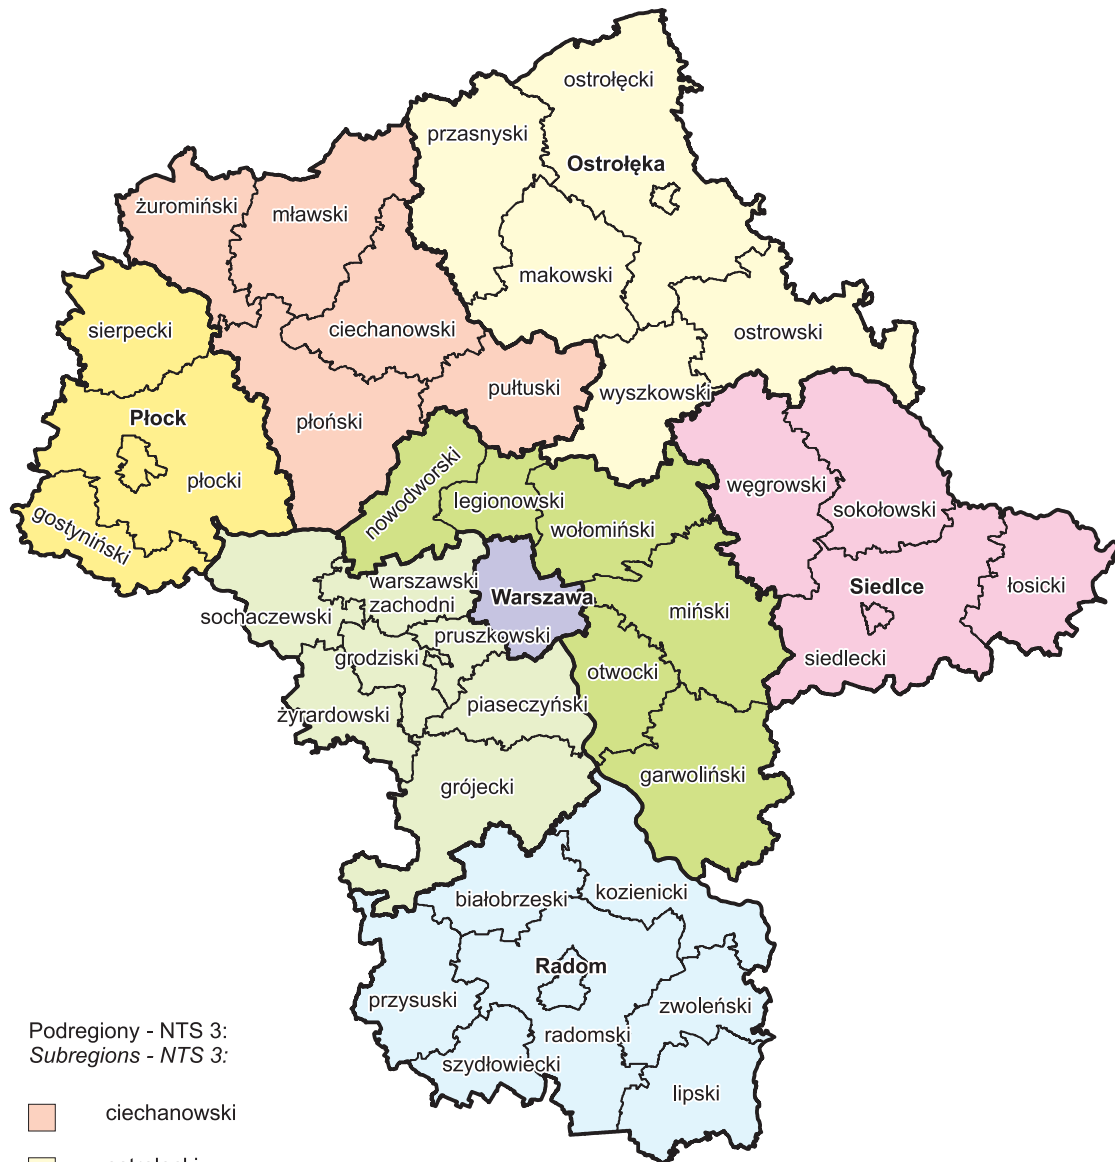 ostrołęcki
przasnyski
Ostrołęka
żuromiński
mławski
makowski
sierpecki
ciechanowski
ostrowski
pułtuski
wyszkowski
Płock
płoński
płocki
nowodworski
legionowski
węgrowski
sokołowski
gostyniński
wołomiński
warszawski
zachodni
Warszawa
Siedlce
łosicki
sochaczewski
miński
pruszkowski
grodziski
otwocki
siedlecki
żyrardowski
piaseczyński
garwoliński
grójecki
białobrzeski
kozienicki
Radom
przysuski
zwoleński
radomski
szydłowiecki
lipski
Podregiony - NTS 3:
Subregions - NTS 3:
ciechanowski